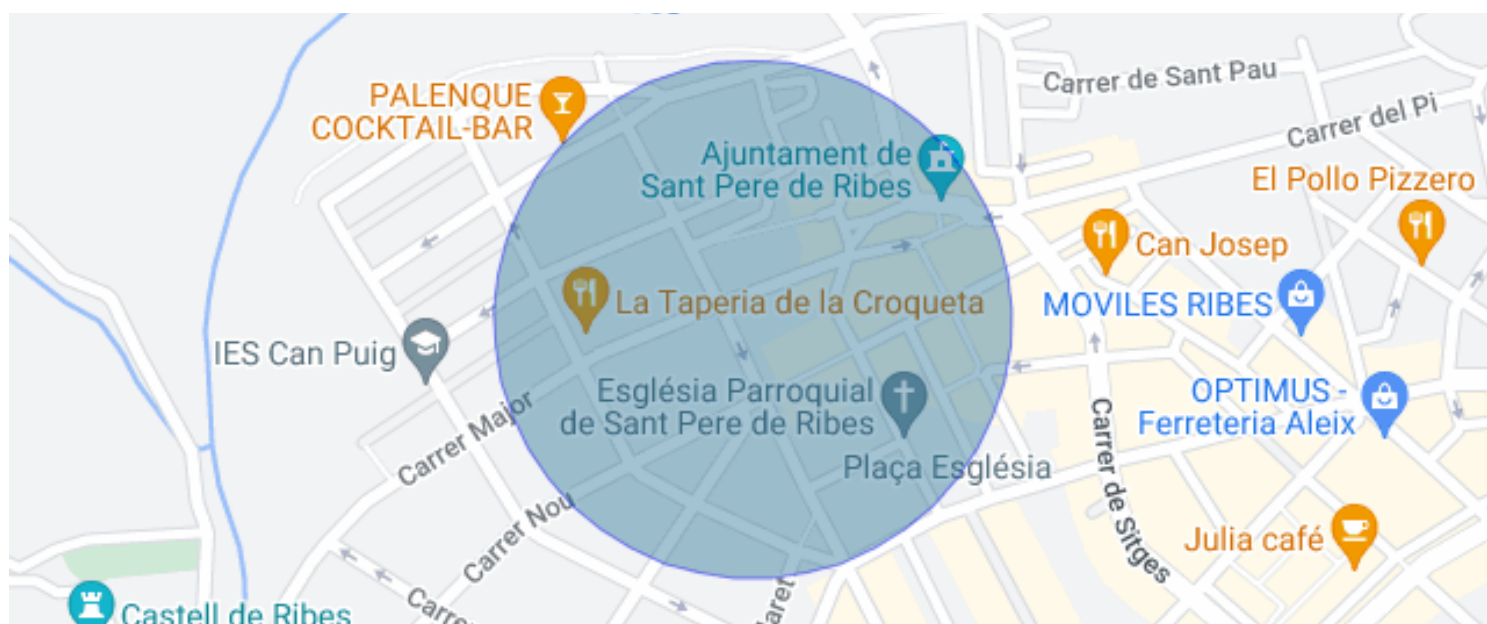 PALENQUE
COCKTAIL-BAR
Carrer de Sant Pau
Carrer del Pi
Ajuntament de
Sant Pere de Ribes
El Pollo Pizzero
Can Josep
La Taperia de la Croqueta
MOVILES RIBES
IES Can Puig
Església Parroquial
de Sant Pere de Ribes
OPTIMUS -
Ferreteria Aleix
Carrer Major
Plaça Església
Carrer de Sitges
Carrer Nou
Julia café
Castell de Ribes